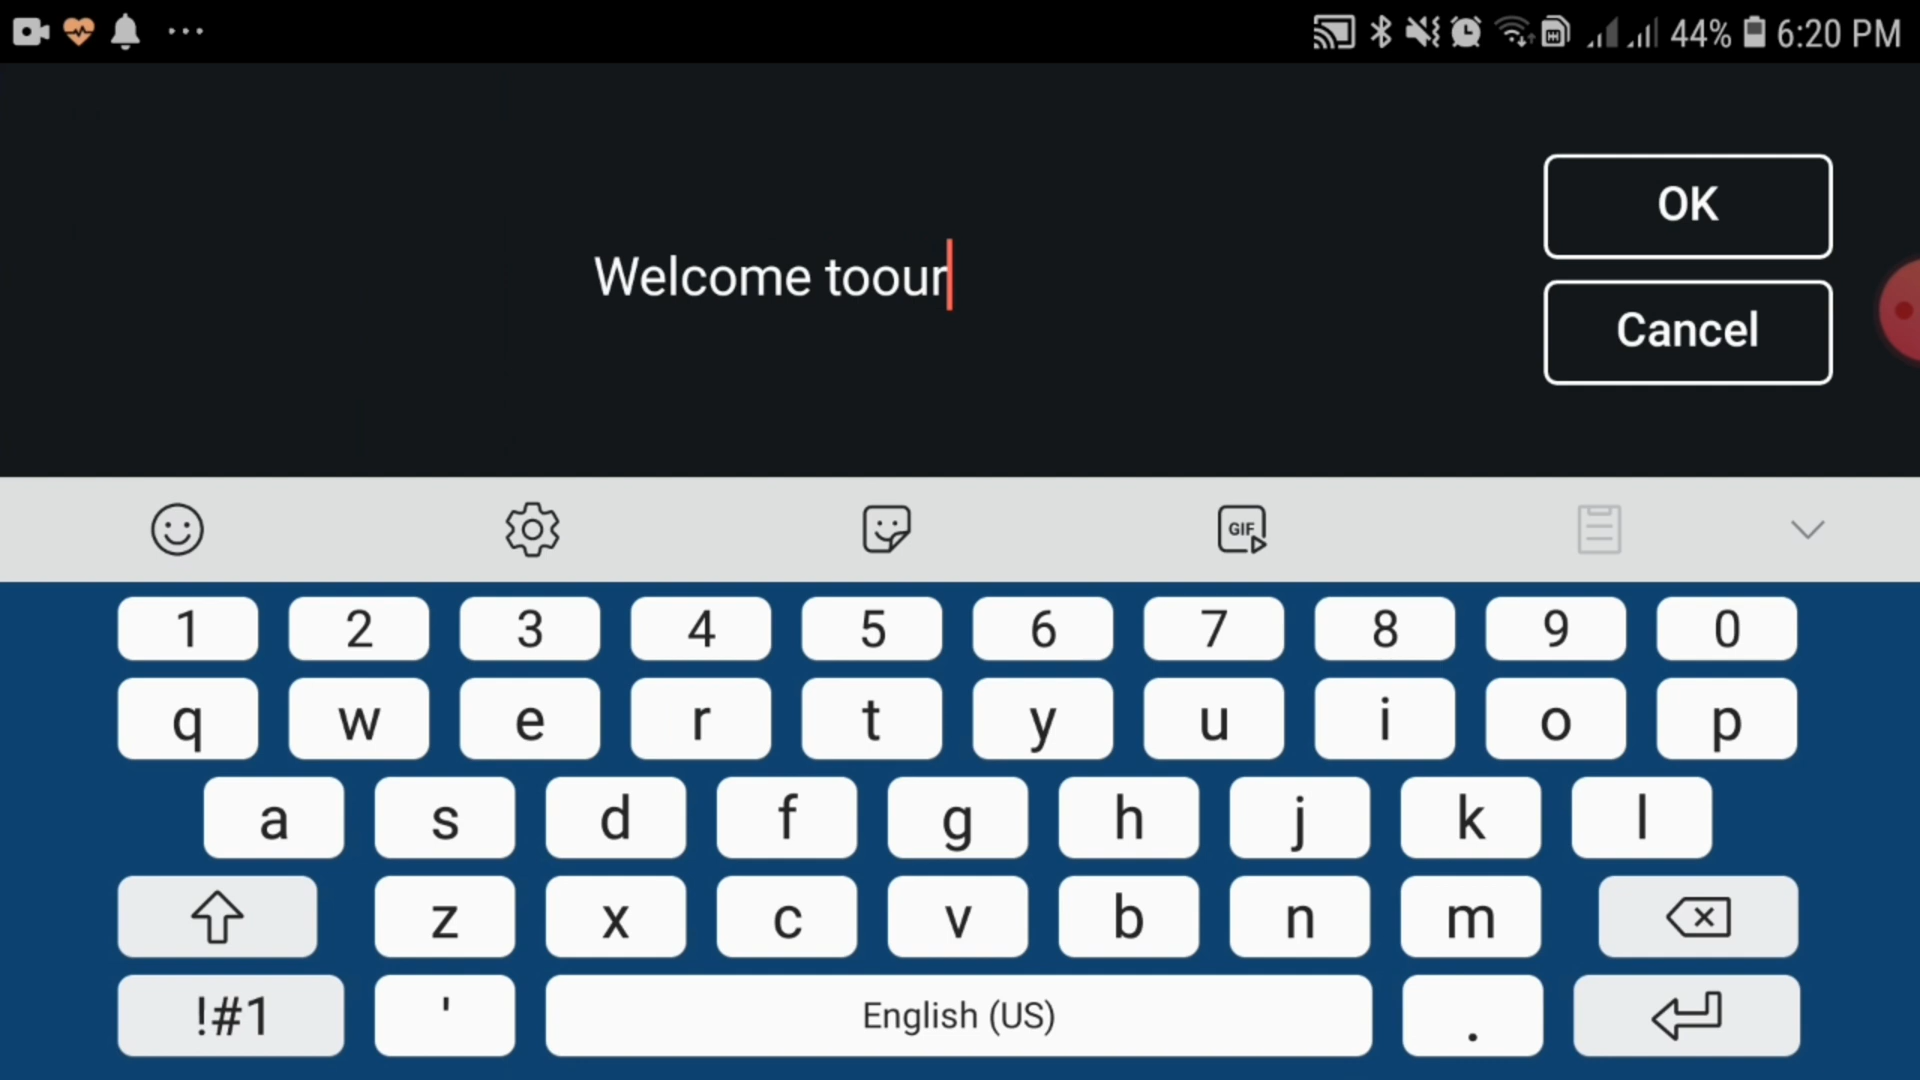 44% 6:20 PM
OK
Welcome toour
Cancel
GIF
1 2 3 4 5 6 7 8 9 0
q w e r t y u i o p
a s d f g h j k l
z x c v b n m
!#1 ' English (US) .